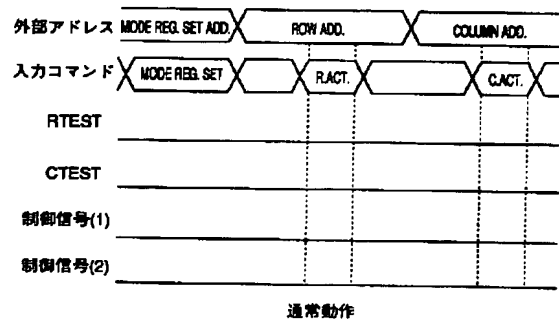 外部アドレス MODE REG. SET ADD. ROW ADD. COLUMN ADD.
入力コマンド MODE REG. SET R.ACT. C.ACT.
RTEST
CTEST
制御信号(1)
制御信号(2)
通常動作